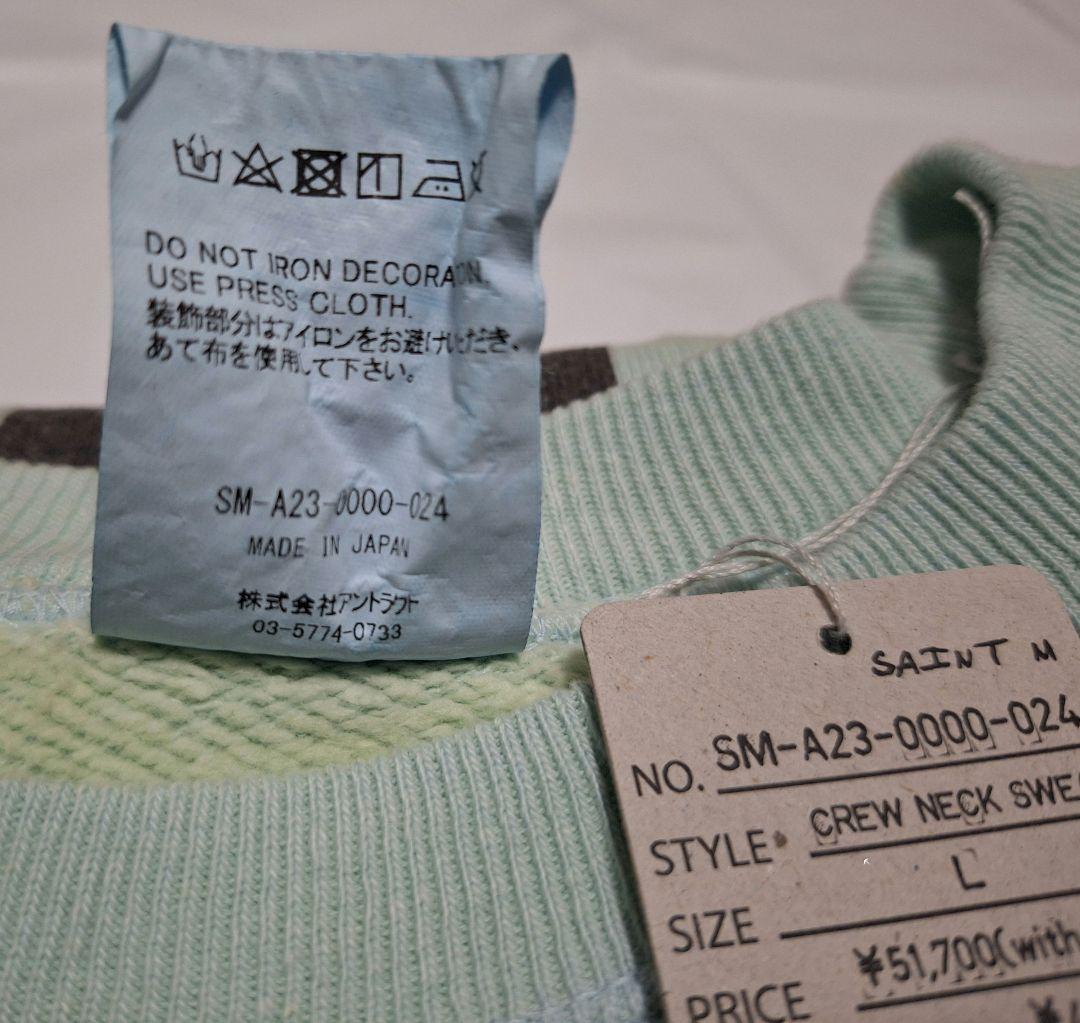 DO NOT IRON DECORA
USE PRESS CLOTH.
装飾部分はアイロンをお避けいただき、
あて布を使用して下さい。
SM-A23-0000-024
MADE IN JAPAN
株式会社アントラクト
03-5774-0733
SAINT M
NO. SM-A23-0000-024
STYLE CREW NECK SWE
SIZE L
PRICE ¥51,700(with